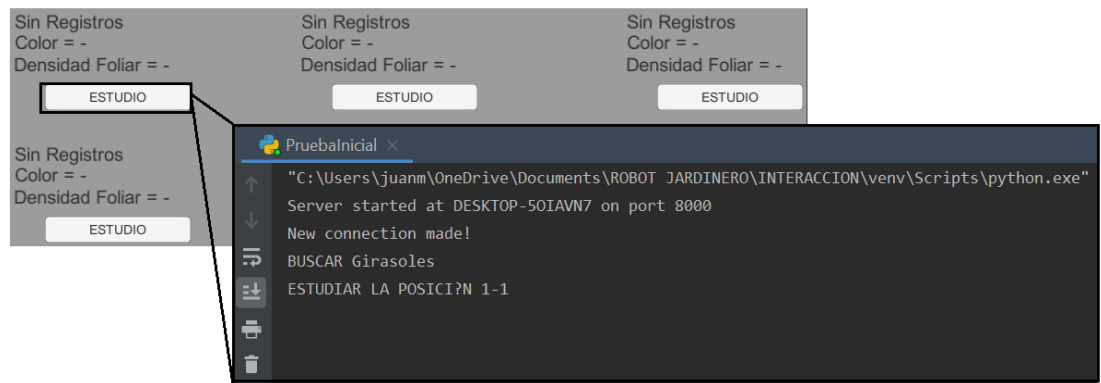 Sin Registros
Color = -
Densidad Foliar = -
ESTUDIO
Sin Registros
Color = -
Densidad Foliar = -
ESTUDIO
Sin Registros
Color = -
Densidad Foliar = -
ESTUDIO
Sin Registros
Color = -
Densidad Foliar = -
ESTUDIO
PruebaInicial
"C:\Users\juanm\OneDrive\Documents\ROBOT JARDINERO\INTERACCION\venv\Scripts\python.exe"
Server started at DESKTOP-5OIAVN7 on port 8000
New connection made!
BUSCAR Girasoles
ESTUDIAR LA POSICI?N 1-1